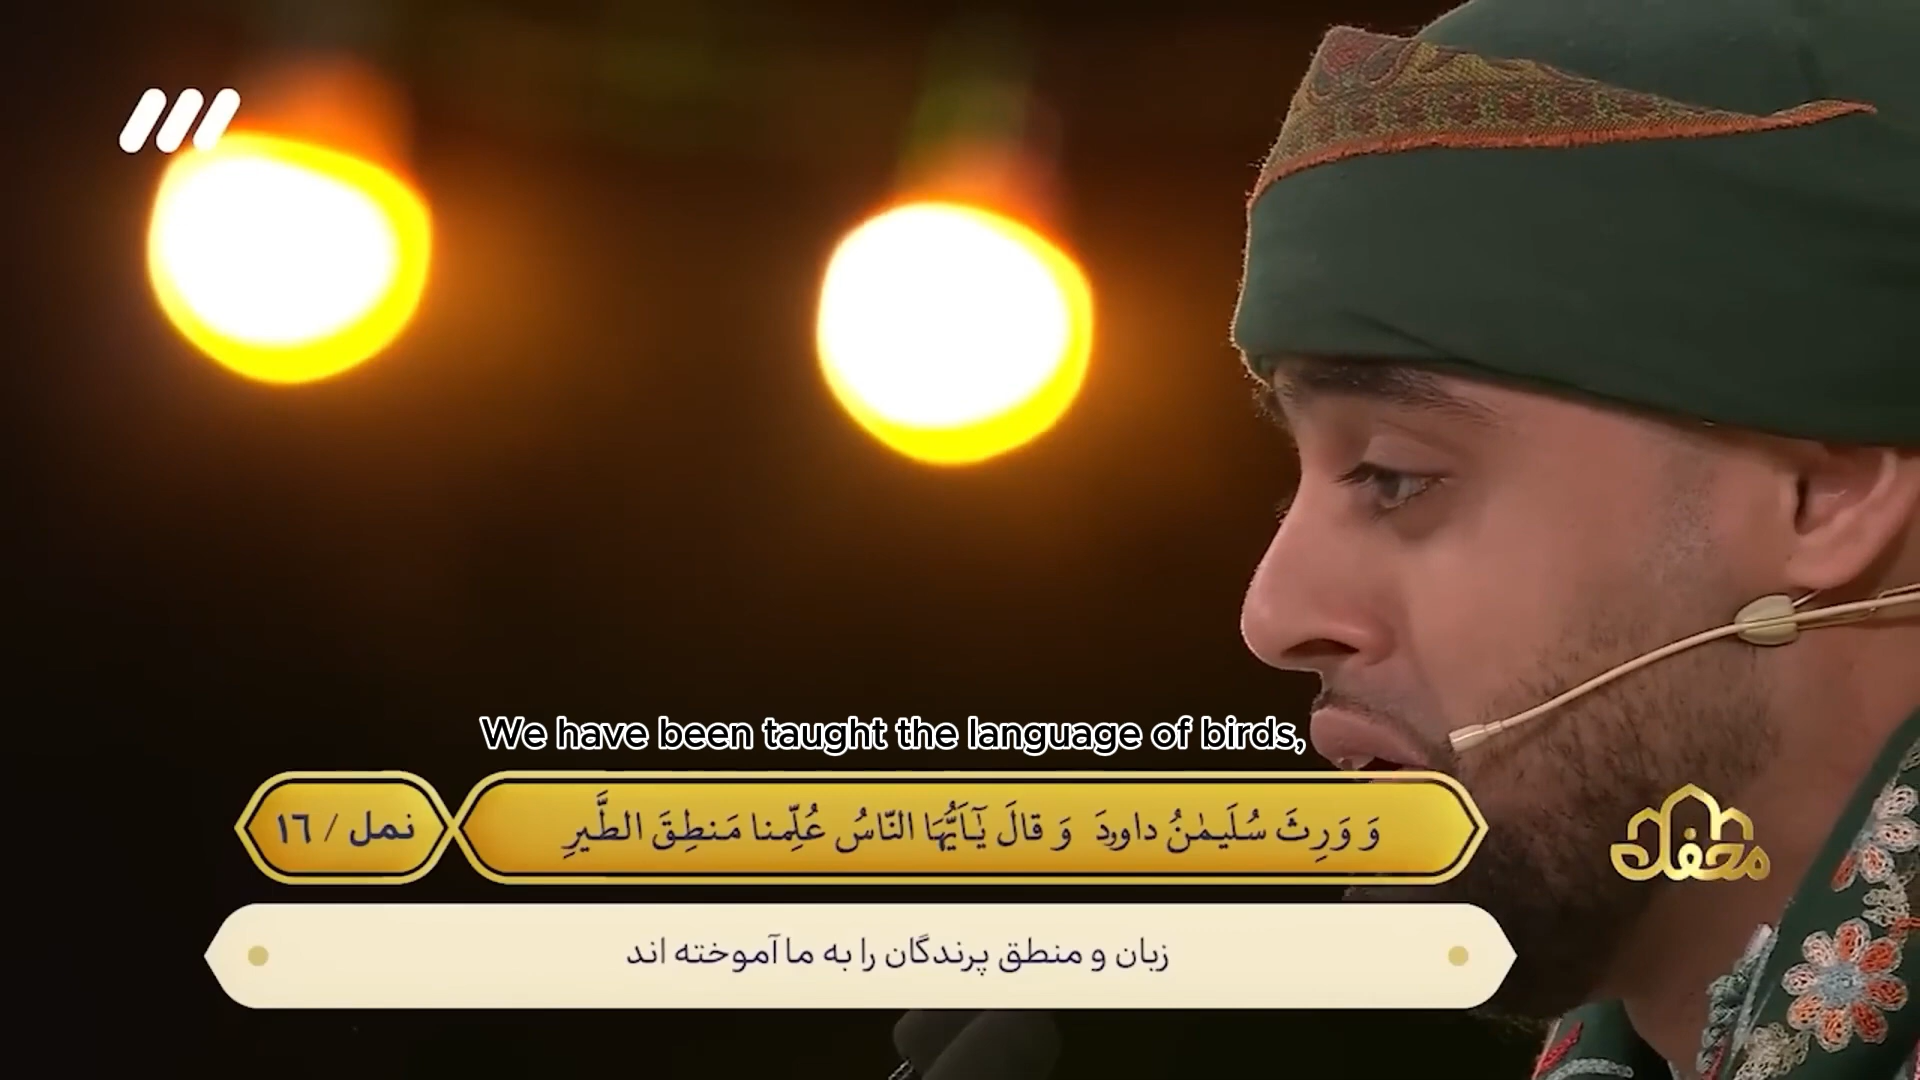 We have been taught the language of birds,
وَ وَرِثَ سُلَيمٰنُ داوردَ وَ قالَ يٰٓاَيُّهَا النّاسُ عُلِّمنا مَنطِقَ الطَّيرِ
نمل / ١٦
محفل
زبان و منطق پرندگان را به ما آموخته اند